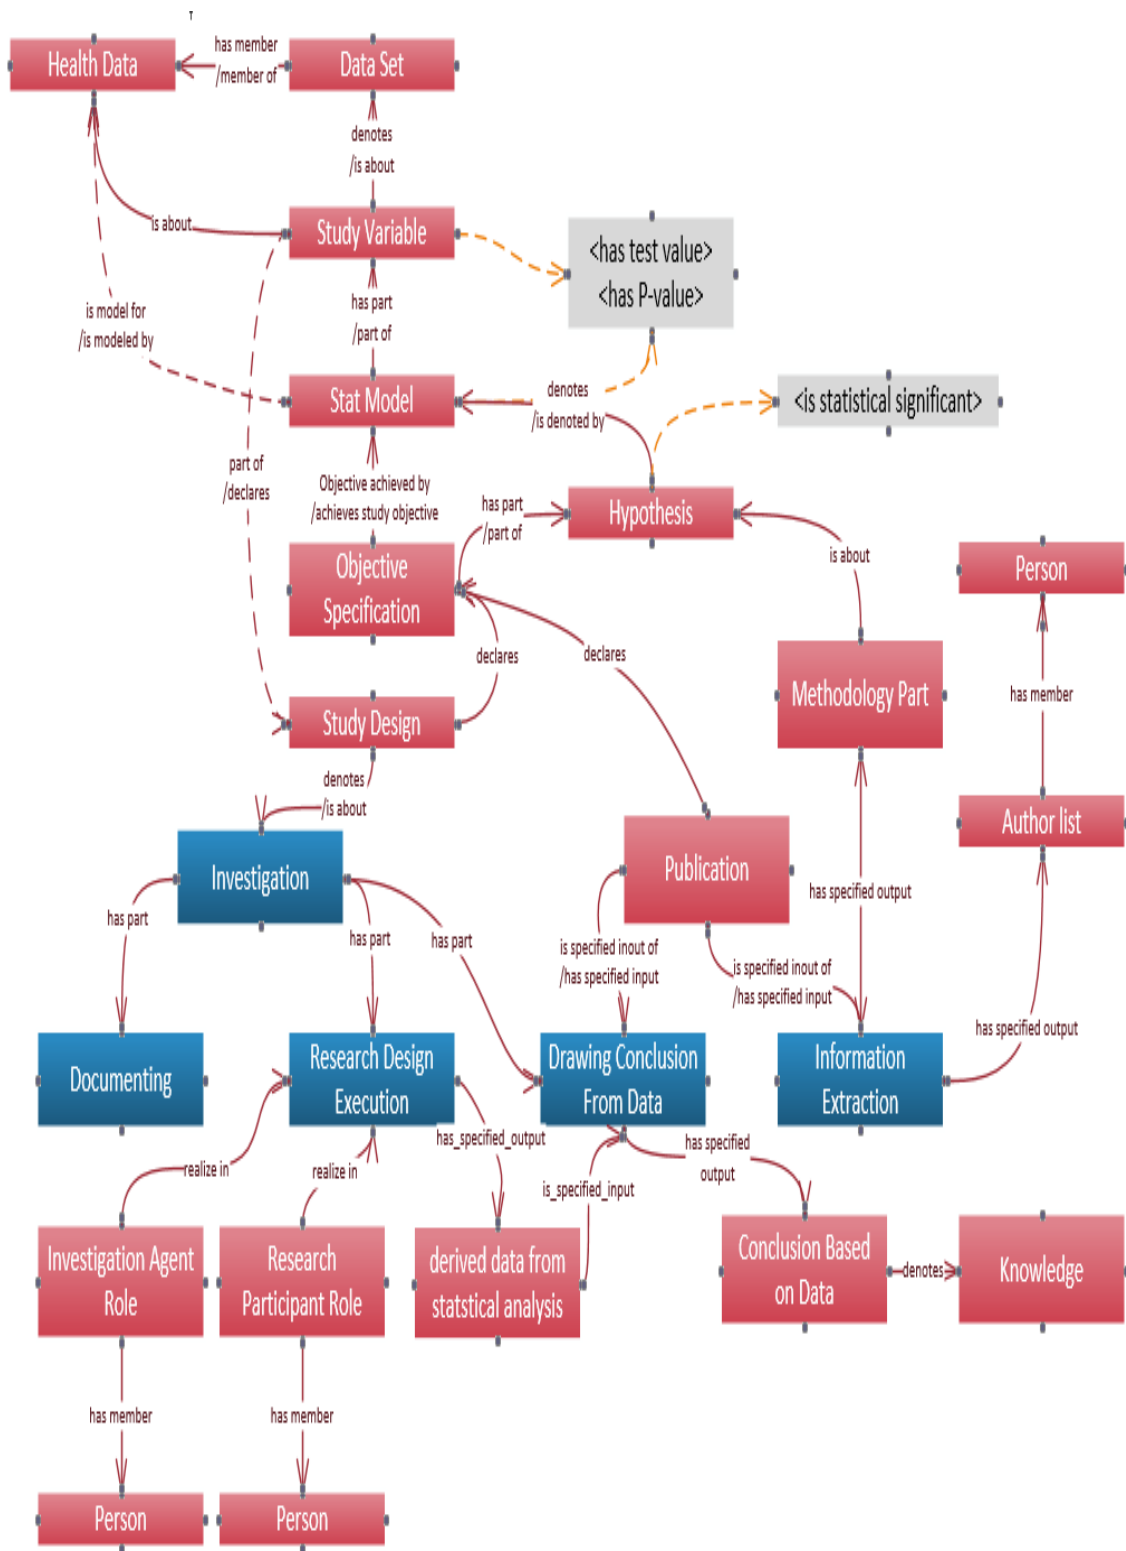 has member
/member of
Health Data
Data Set
denotes
/is about
is about
Study Variable
<has test value>
<has P-value>
has part
/part of
is model for
/is modeled by
Stat Model
denotes
/is denoted by
<is statistical significant>
part of
/declares
Objective achieved by
/achieves study objective
has part
/part of
Hypothesis
is about
Person
Objective
Specification
declares
declares
Methodology Part
has member
Study Design
denotes
/is about
Author list
Investigation
Publication
has specified output
has part
has part
has part
is specified inout of
/has specified input
is specified inout of
/has specified input
has specified output
Documenting
Research Design
Execution
Drawing Conclusion
From Data
Information
Extraction
has_specified_output
has specified
output
realize in
realize in
is_specified_input
Investigation Agent
Role
Research
Participant Role
derived data from
statstical analysis
Conclusion Based
on Data
denotes
Knowledge
has member
has member
Person
Person